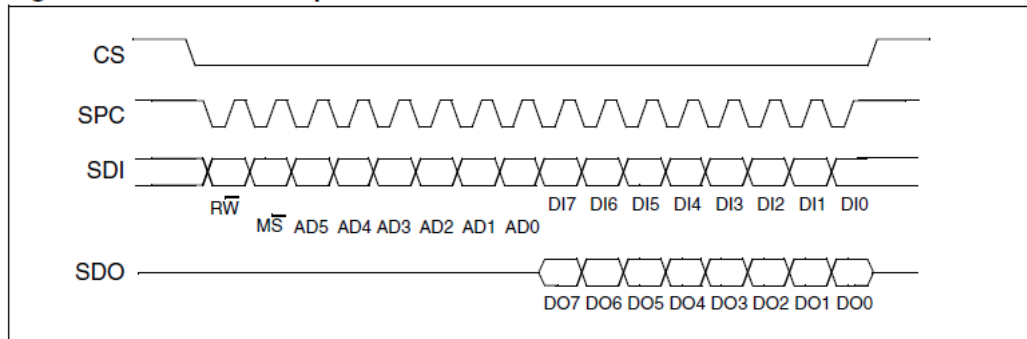 CS
SPC
SDI
RW̅ DI7 DI6 DI5 DI4 DI3 DI2 DI1 DI0
MS̅ AD5 AD4 AD3 AD2 AD1 AD0
SDO
DO7 DO6 DO5 DO4 DO3 DO2 DO1 DO0